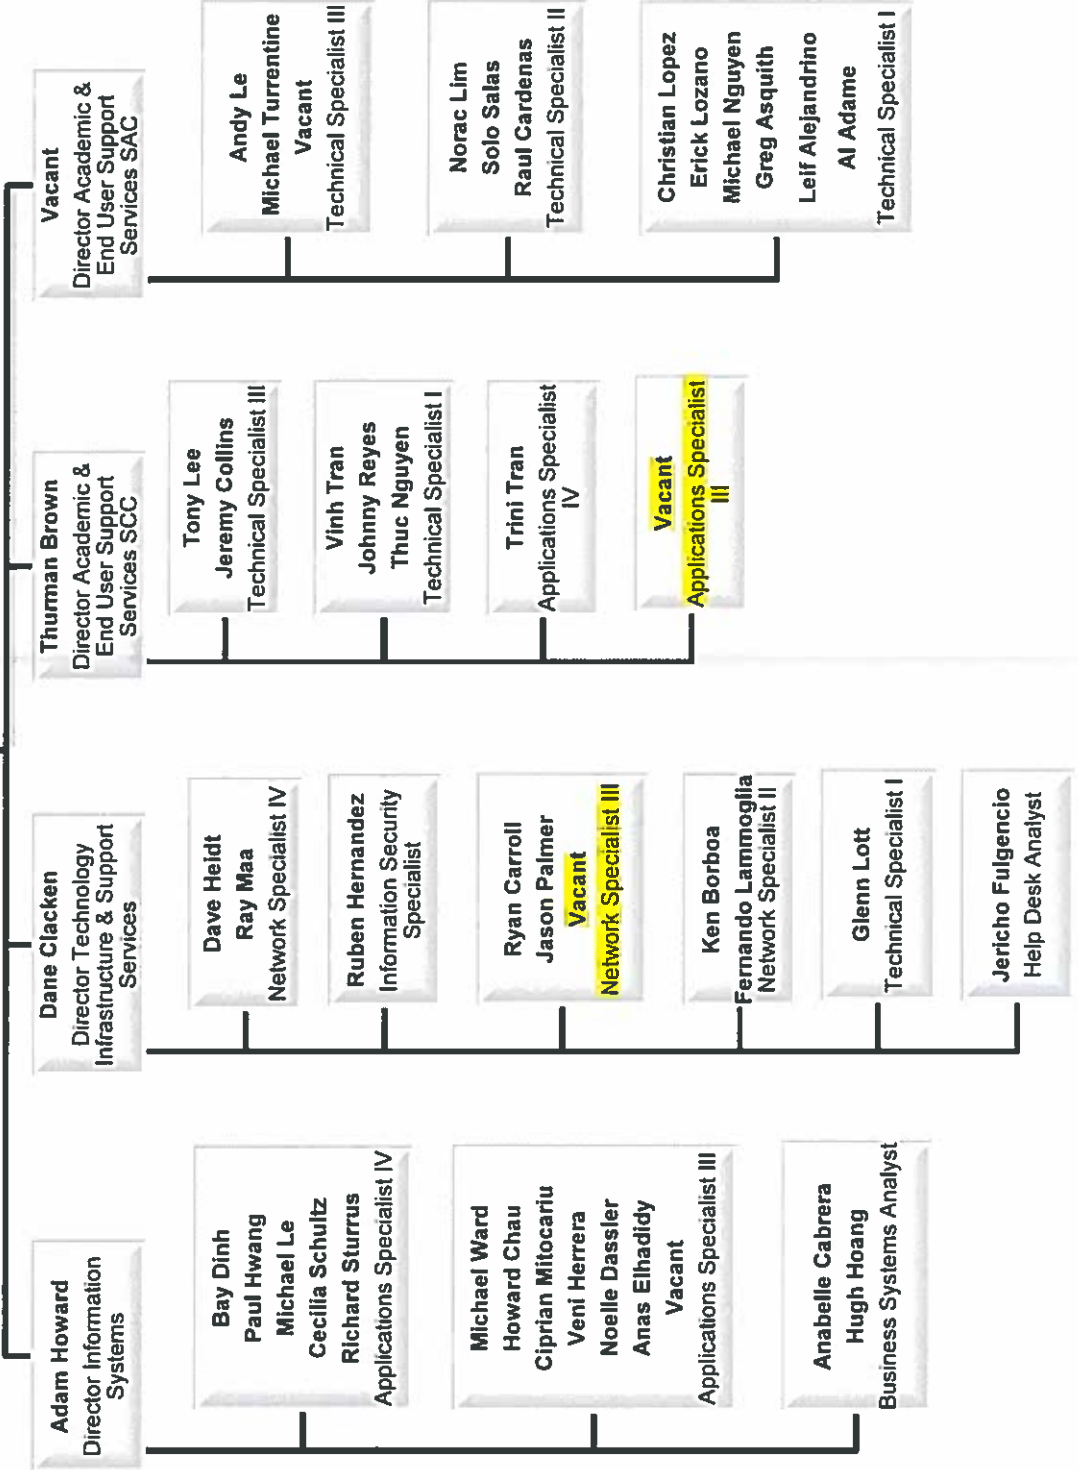 Adam Howard
Director Information
Systems
Bay Dinh
Paul Hwang
Michael Le
Cecilia Schultz
Richard Sturrus
Applications Specialist IV
Michael Ward
Howard Chau
Ciprian Mitocariu
Veni Herrera
Noelle Dassler
Anas Elhadidy
Vacant
Applications Specialist III
Anabelle Cabrera
Hugh Hoang
Business Systems Analyst
Dane Clacken
Director Technology
Infrastructure & Support
Services
Dave Heidt
Ray Maa
Network Specialist IV
Ruben Hernandez
Information Security
Specialist
Ryan Carroll
Jason Palmer
Vacant
Network Specialist III
Ken Borboa
Fernando Lammoglia
Network Specialist II
Glenn Lott
Technical Specialist I
Jericho Fulgencio
Help Desk Analyst
Thurman Brown
Director Academic &
End User Support
Services SCC
Tony Lee
Jeremy Collins
Technical Specialist III
Vinh Tran
Johnny Reyes
Thuc Nguyen
Technical Specialist I
Trini Tran
Applications Specialist
IV
Vacant
Applications Specialist
III
Vacant
Director Academic &
End User Support
Services SAC
Andy Le
Michael Turrentine
Vacant
Technical Specialist III
Norac Lim
Solo Salas
Raul Cardenas
Technical Specialist II
Christian Lopez
Erick Lozano
Michael Nguyen
Greg Asquith
Leif Alejandrino
Al Adame
Technical Specialist I